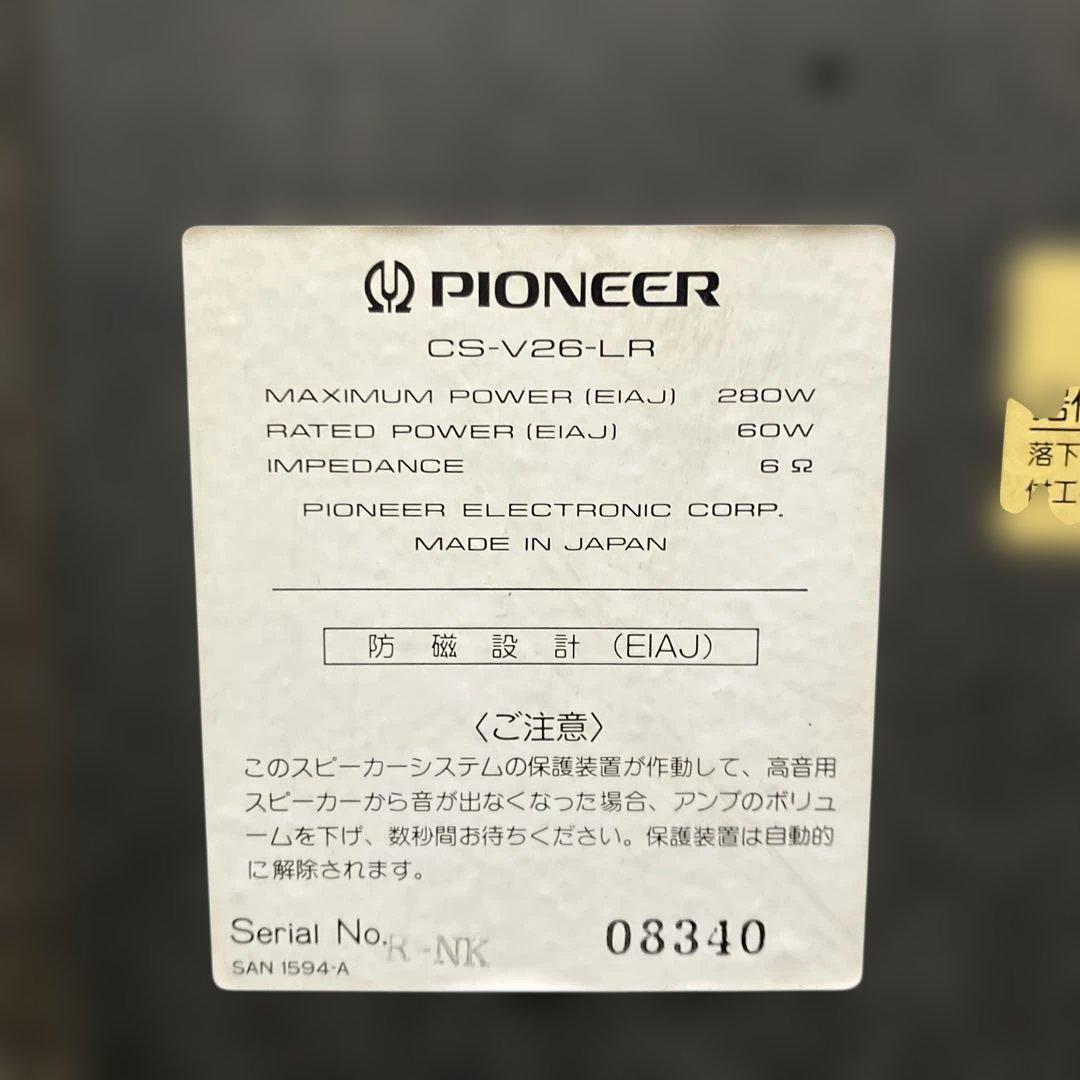 PIONEER
CS-V26-LR
MAXIMUM POWER (EIAJ) 280W
RATED POWER (EIAJ) 60W
IMPEDANCE 6 Ω
PIONEER ELECTRONIC CORP.
MADE IN JAPAN
防磁設計 (EIAJ)
〈ご注意〉
このスピーカーシステムの保護装置が作動して、高音用
スピーカーから音が出なくなった場合、アンプのボリュ
ームを下げ、数秒間お待ちください。保護装置は自動的
に解除されます。
Serial No. R-NK 08340
SAN 1594-A
落下
付工